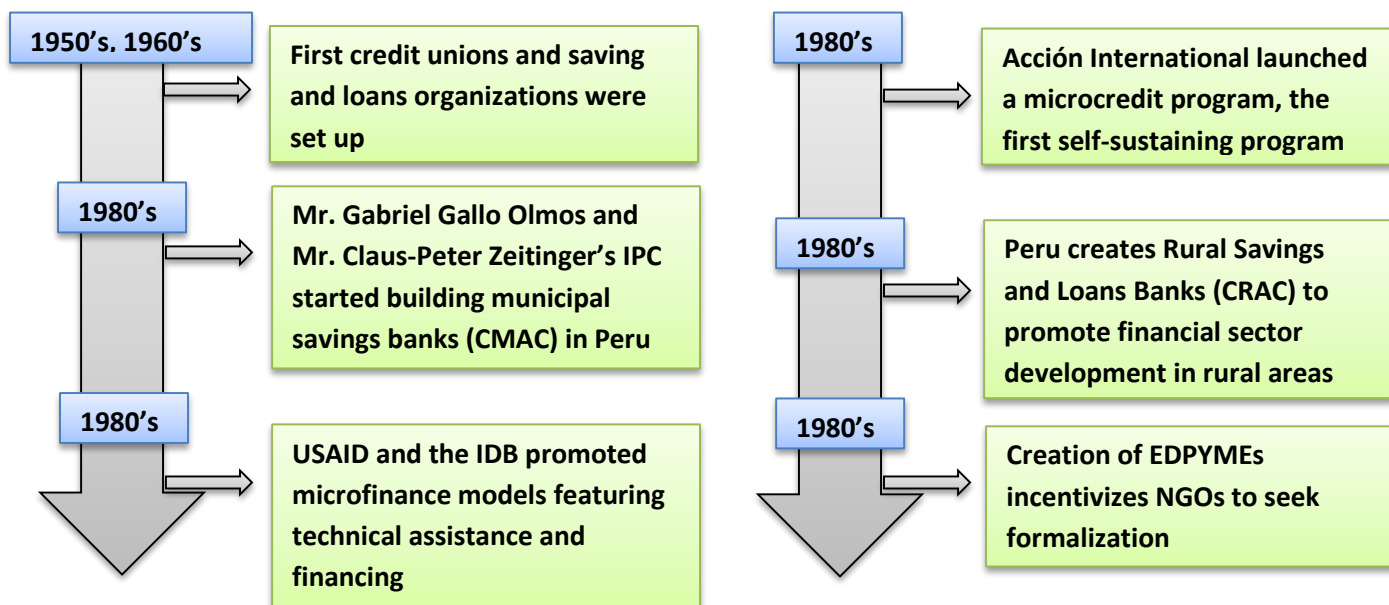 1950's, 1960's
First credit unions and saving
and loans organizations were
set up
1980's
Mr. Gabriel Gallo Olmos and
Mr. Claus-Peter Zeitinger's IPC
started building municipal
savings banks (CMAC) in Peru
1980's
USAID and the IDB promoted
microfinance models featuring
technical assistance and
financing
1980's
Acción International launched
a microcredit program, the
first self-sustaining program
1980's
Peru creates Rural Savings
and Loans Banks (CRAC) to
promote financial sector
development in rural areas
1980's
Creation of EDPYMEs
incentivizes NGOs to seek
formalization